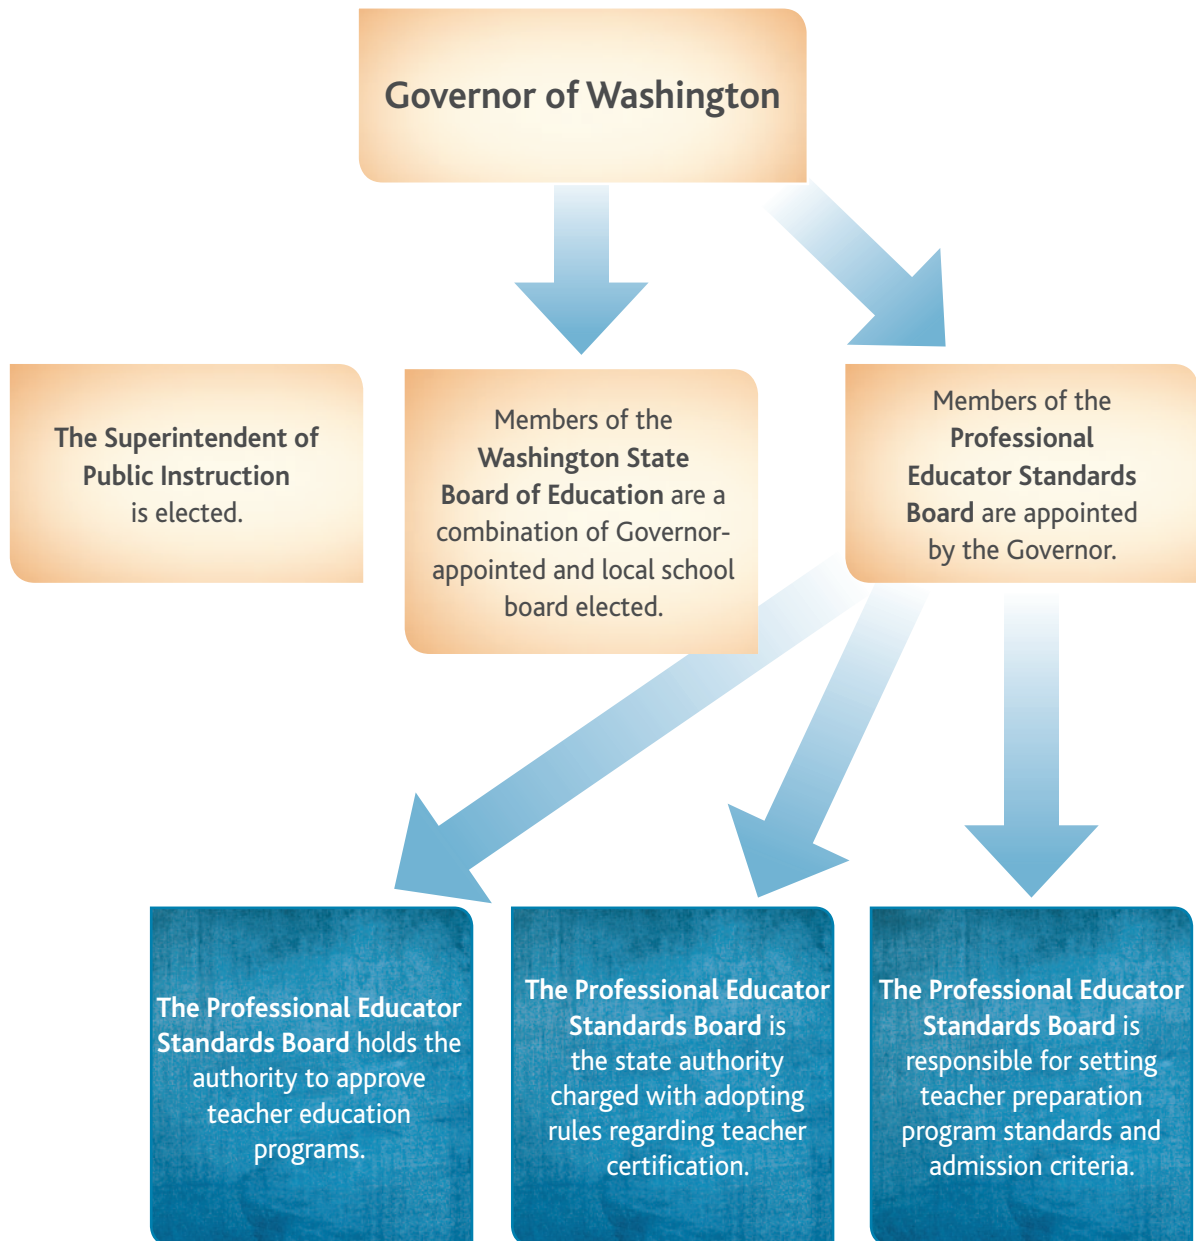 Governor of Washington
The Superintendent of
Public Instruction
is elected.
Members of the
Washington State
Board of Education are a
combination of Governor-
appointed and local school
board elected.
Members of the
Professional
Educator Standards
Board are appointed
by the Governor.
The Professional Educator
Standards Board holds the
authority to approve
teacher education
programs.
The Professional Educator
Standards Board is
the state authority
charged with adopting
rules regarding teacher
certification.
The Professional Educator
Standards Board is
responsible for setting
teacher preparation
program standards and
admission criteria.